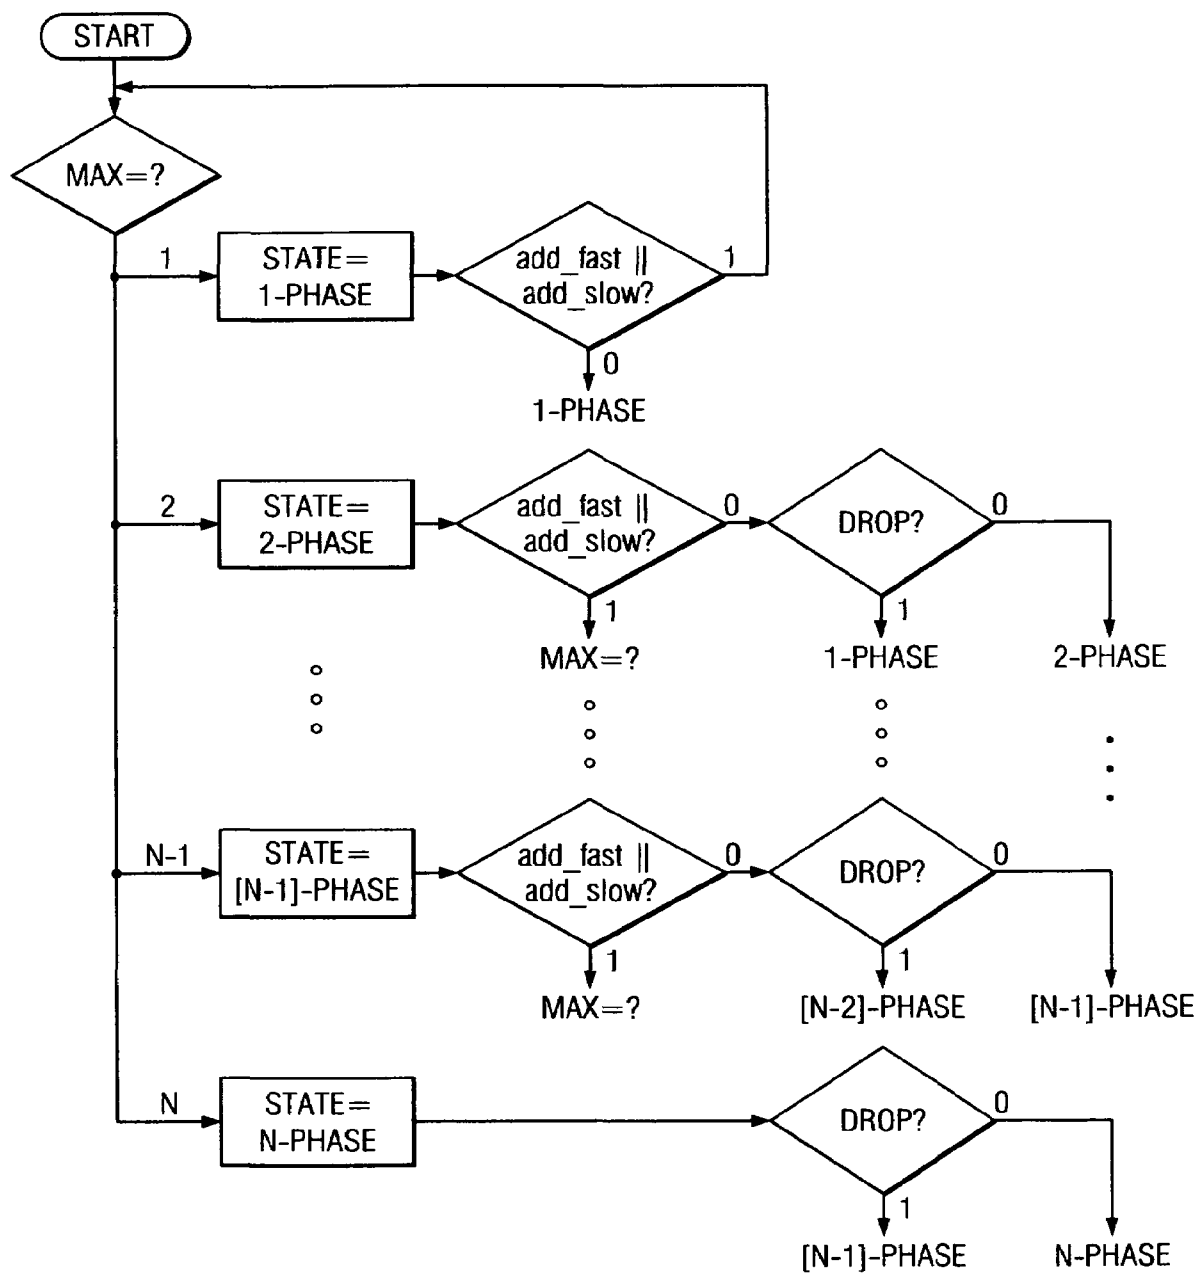 START
MAX=?
1
STATE=
1-PHASE
add_fast ||
add_slow?
1
0
1-PHASE
2
STATE=
2-PHASE
add_fast ||
add_slow?
0
DROP?
0
1
1
MAX=?
1-PHASE
2-PHASE
N-1
STATE=
[N-1]-PHASE
add_fast ||
add_slow?
0
DROP?
0
1
1
MAX=?
[N-2]-PHASE
[N-1]-PHASE
N
STATE=
N-PHASE
DROP?
0
1
[N-1]-PHASE
N-PHASE